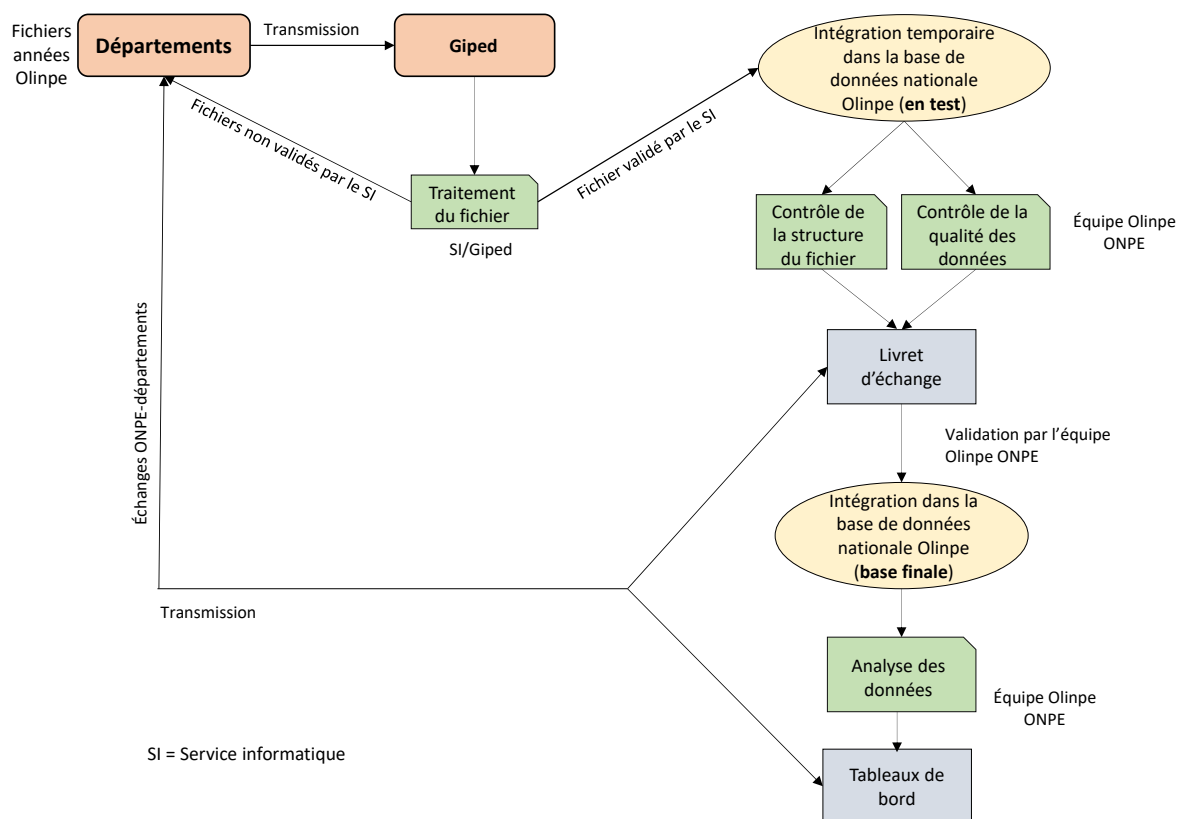 Fichiers
années
Olinpe
Départements
Transmission
Giped
Intégration temporaire
dans la base de
données nationale
Olinpe (en test)
Fichiers non validés par le SI
Fichier validé par le SI
Traitement
du fichier
SI/Giped
Contrôle de
la structure
du fichier
Contrôle de la
qualité des
données
Équipe Olinpe
ONPE
Échanges ONPE-départements
Livret
d'échange
Validation par l'équipe
Olinpe ONPE
Intégration dans la
base de données
nationale Olinpe
(base finale)
Transmission
Analyse des
données
Équipe Olinpe
ONPE
SI = Service informatique
Tableaux de
bord